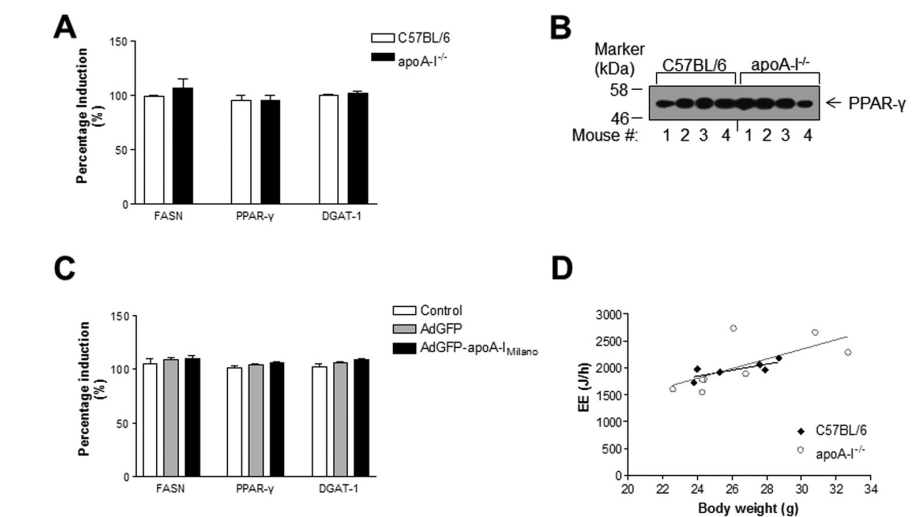 A
Percentage Induction
(%)
150
100
50
0
FASN PPAR-γ DGAT-1
C57BL/6
apoA-I-/-
B
Marker
(kDa)
C57BL/6 apoA-I-/-
58
46
← PPAR-γ
Mouse #: 1 2 3 4 1 2 3 4
C
Percentage induction
(%)
150
100
50
0
FASN PPAR-γ DGAT-1
Control
AdGFP
AdGFP-apoA-IMilano
D
EE (J/h)
3000
2500
2000
1500
1000
500
0
20 22 24 26 28 30 32 34
Body weight (g)
C57BL/6
apoA-I-/-